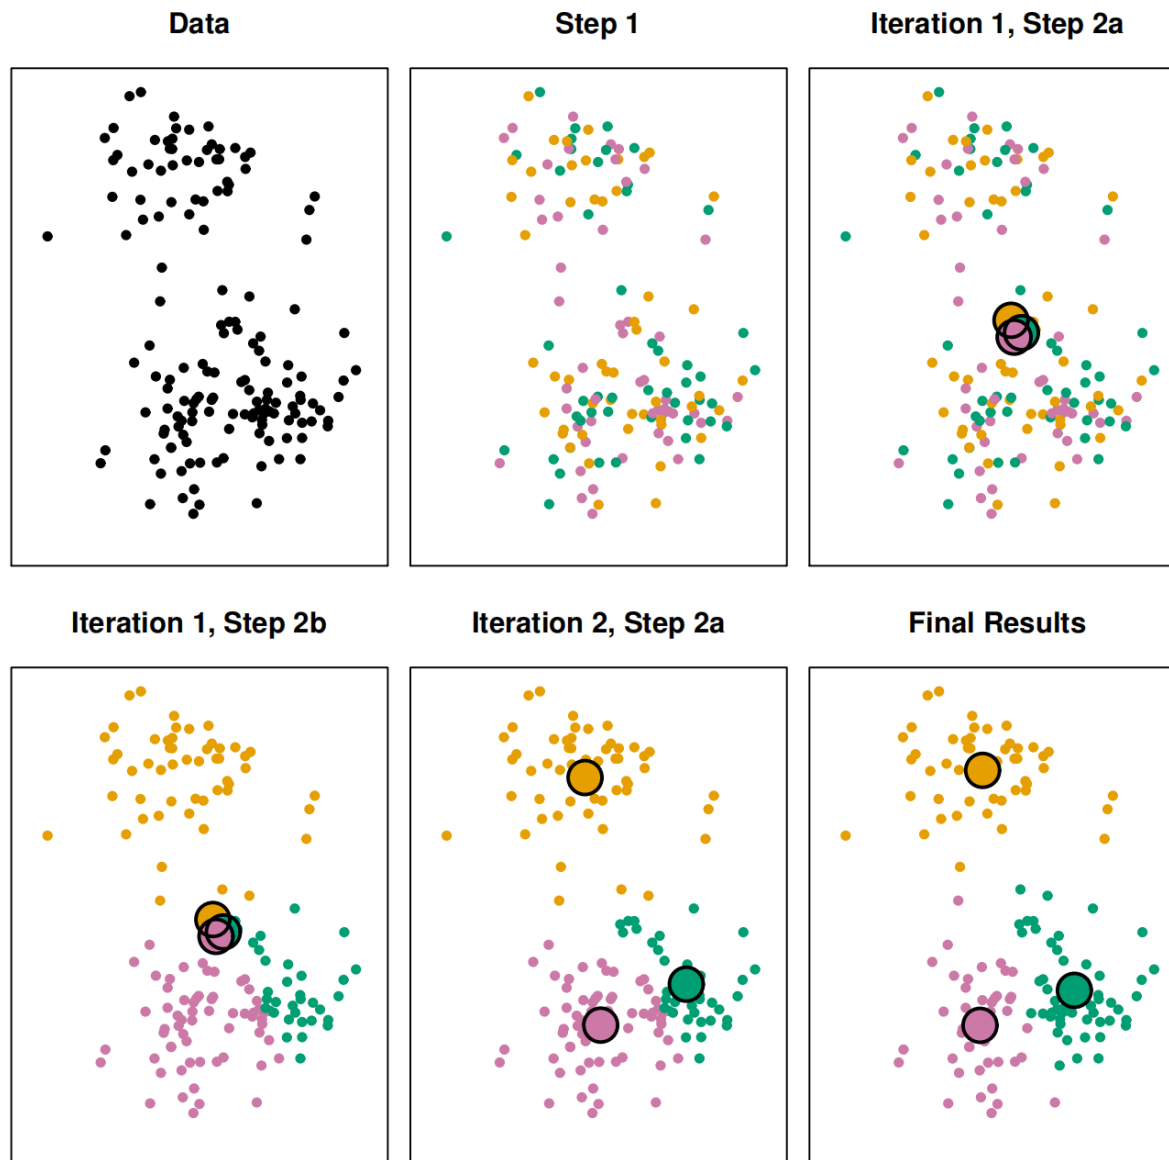 Data
Step 1
Iteration 1, Step 2a
Iteration 1, Step 2b
Iteration 2, Step 2a
Final Results